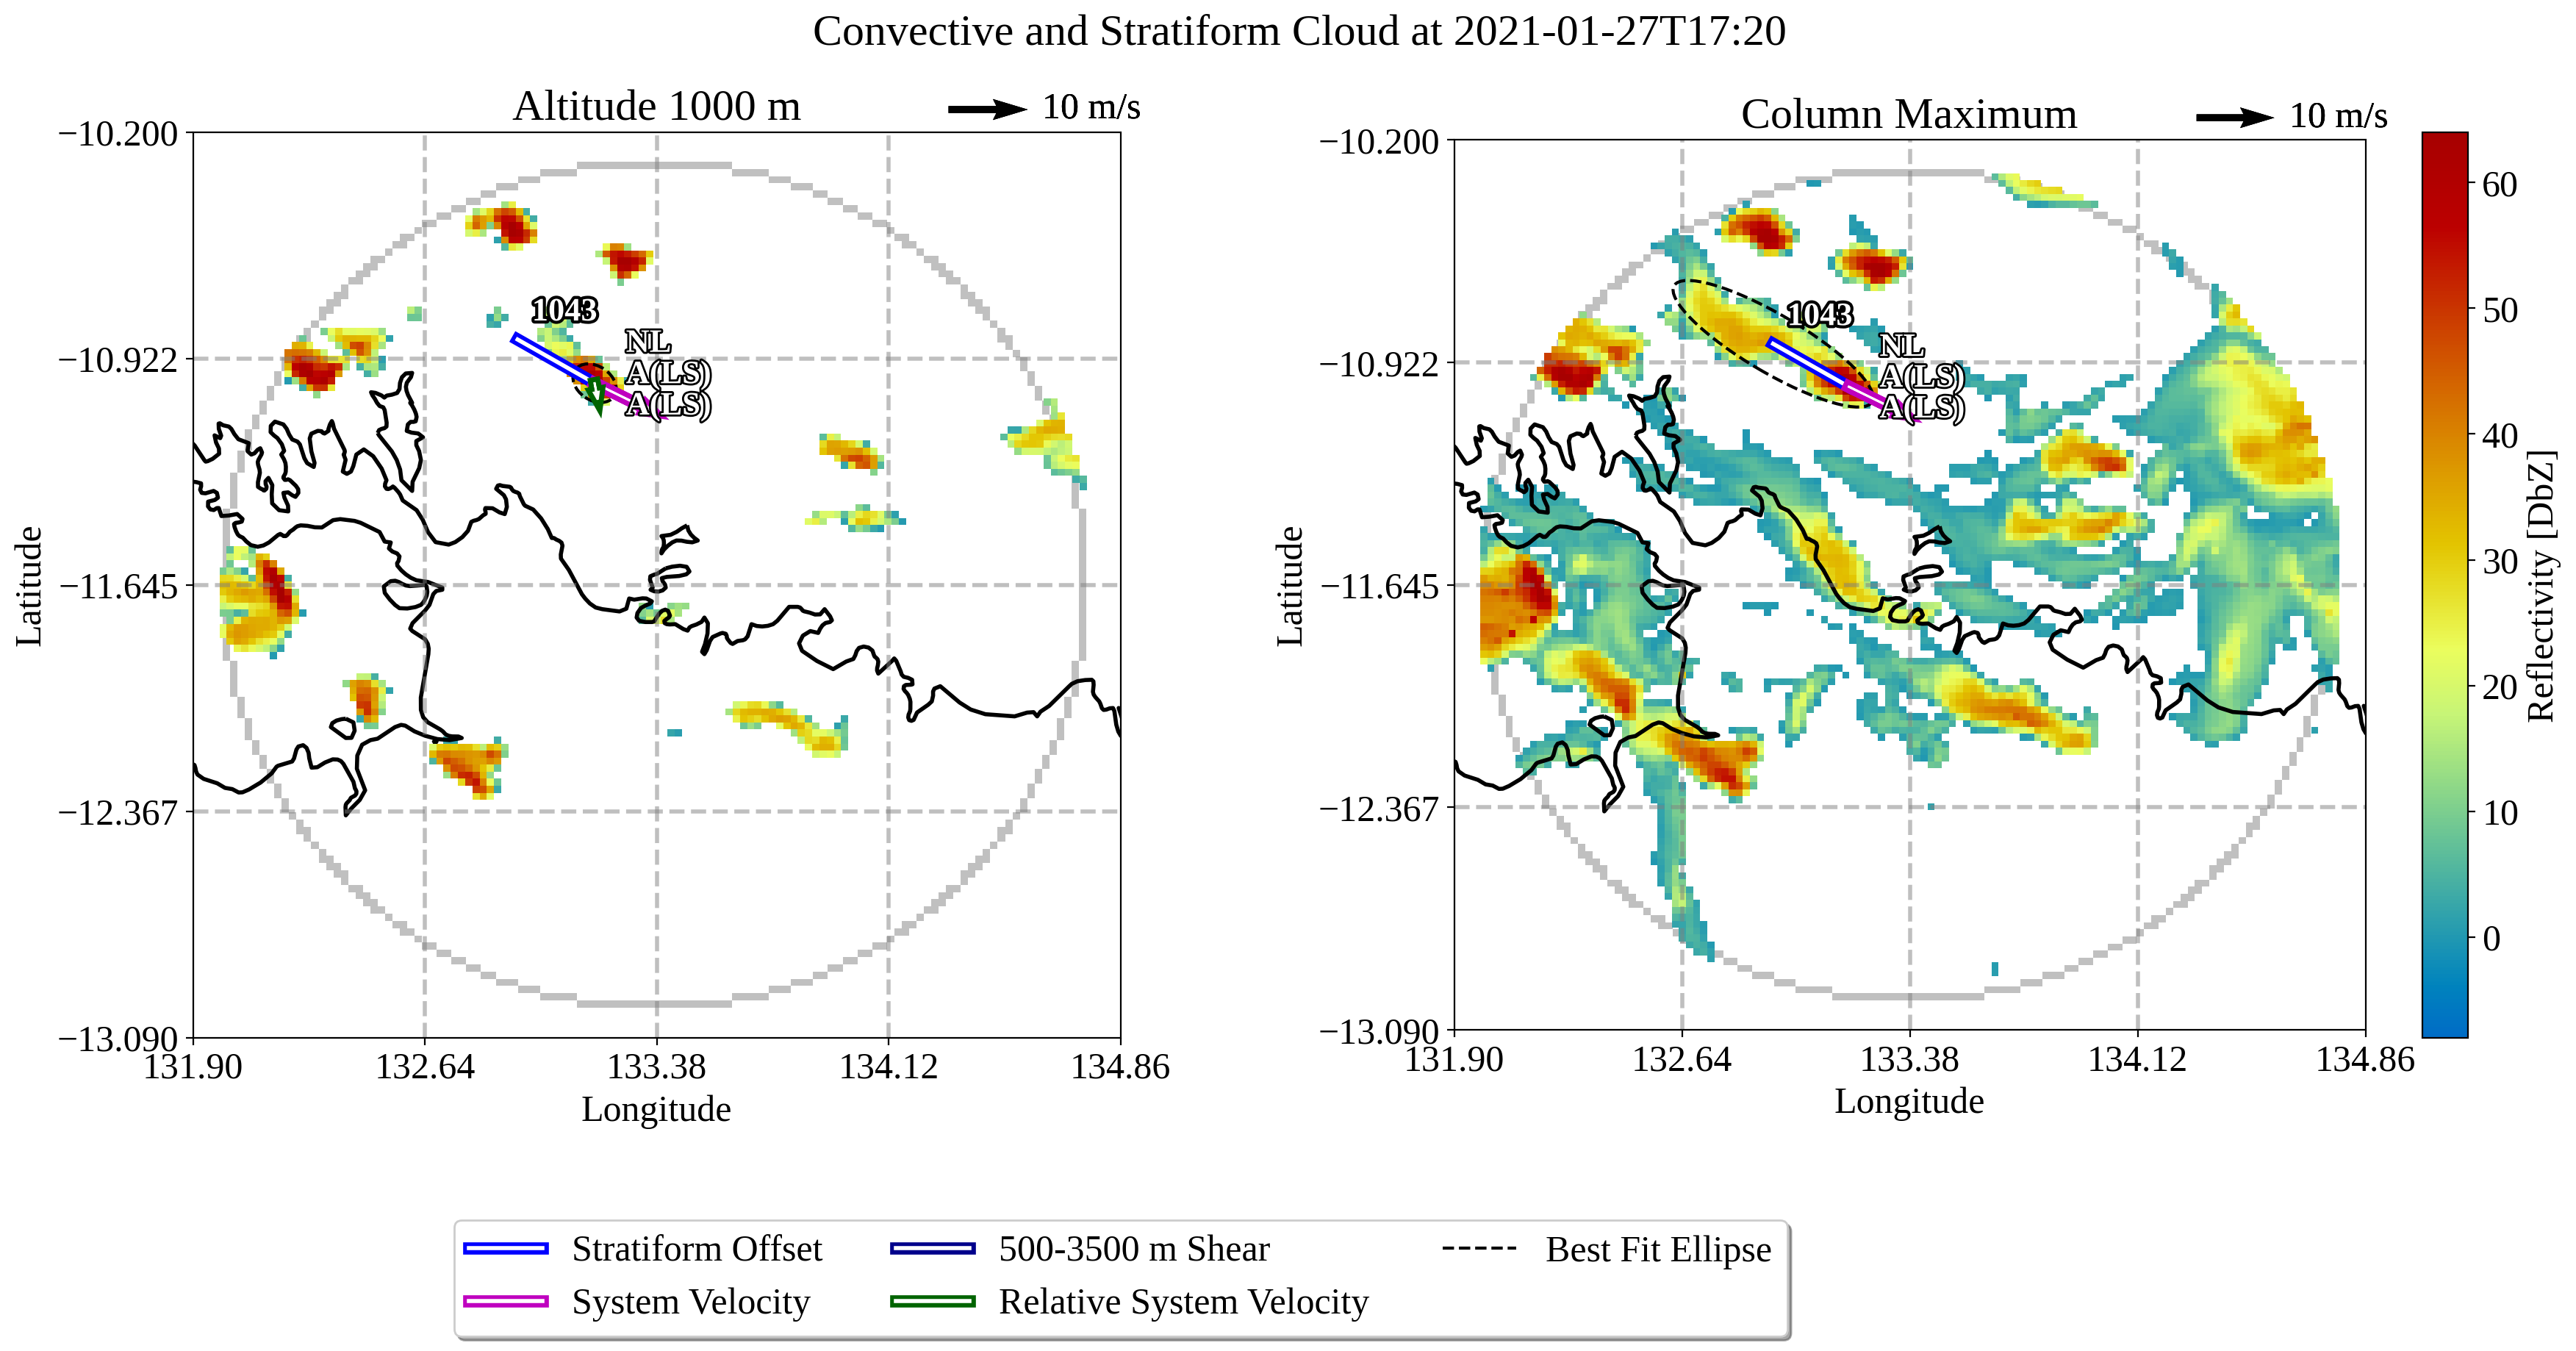 Convective and Stratiform Cloud at 2021-01-27T17:20
Altitude 1000 m
10 m/s
Column Maximum
10 m/s
−10.200
−10.922
−11.645
−12.367
−13.090
Latitude
131.90
132.64
133.38
134.12
134.86
Longitude
1043
NL
A(LS)
A(LS)
−10.200
−10.922
−11.645
−12.367
−13.090
Latitude
131.90
132.64
133.38
134.12
134.86
Longitude
1043
NL
A(LS)
A(LS)
60
50
40
30
20
10
0
Reflectivity [DbZ]
Stratiform Offset
500-3500 m Shear
Best Fit Ellipse
System Velocity
Relative System Velocity